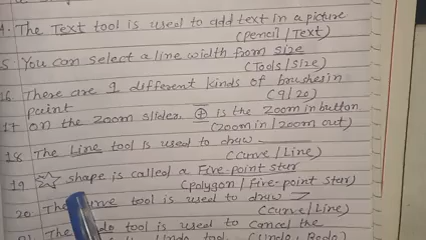 4. The Text tool is used to add text in a picture
(pencil/Text)
5 You can select a line width from size
(Tools/size)
16 There are 9 different kinds of brushes in
paint
(9/20)
17 on the zoom slider, ⊕ is the zoom in button
(zoom in/zoom out)
18 The Line tool is used to draw
(curve/Line)
19 shape is called a Five-point star
(polygon/Five-point star)
20 The curve tool is used to draw
(curve/Line)
The tool is used to cancel the
tool. (Undo, Redo)